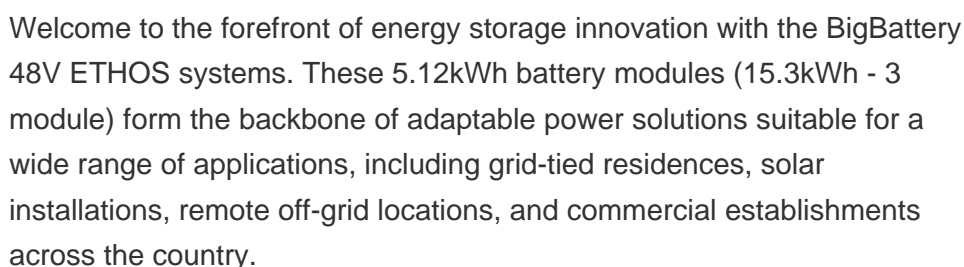 Welcome to the forefront of energy storage innovation with the BigBattery
48V ETHOS systems. These 5.12kWh battery modules (15.3kWh - 3
module) form the backbone of adaptable power solutions suitable for a
wide range of applications, including grid-tied residences, solar
installations, remote off-grid locations, and commercial establishments
across the country.